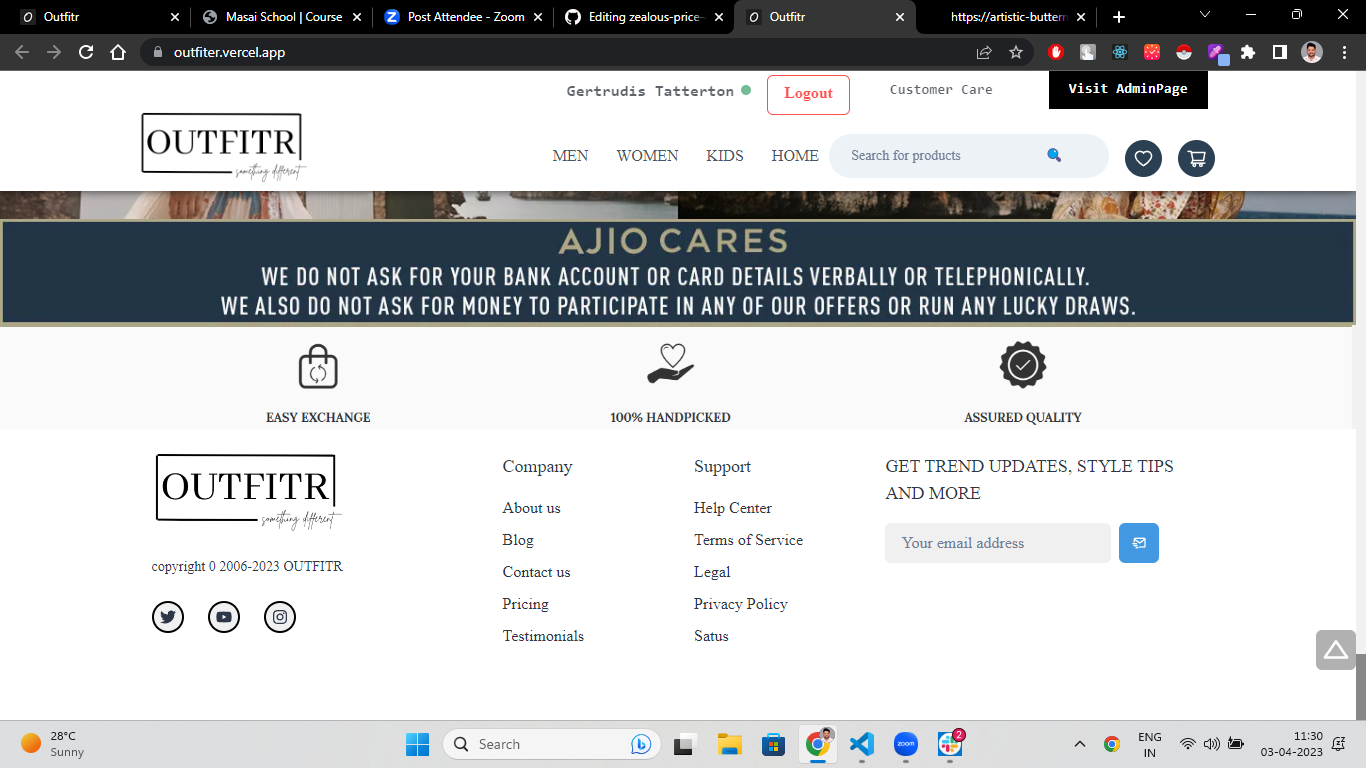 Outfitr
Masai School | Course
Post Attendee - Zoom
Editing zealous-price-
Outfitr
https://artistic-buttern
outfiter.vercel.app
Gertrudis Tatterton
Logout
Customer Care
Visit AdminPage
OUTFITR
something different
MEN
WOMEN
KIDS
HOME
Search for products
AJIO CARES
WE DO NOT ASK FOR YOUR BANK ACCOUNT OR CARD DETAILS VERBALLY OR TELEPHONICALLY.
WE ALSO DO NOT ASK FOR MONEY TO PARTICIPATE IN ANY OF OUR OFFERS OR RUN ANY LUCKY DRAWS.
EASY EXCHANGE
100% HANDPICKED
ASSURED QUALITY
OUTFITR
something different
copyright 0 2006-2023 OUTFITR
Company
About us
Blog
Contact us
Pricing
Testimonials
Support
Help Center
Terms of Service
Legal
Privacy Policy
Satus
GET TREND UPDATES, STYLE TIPS
AND MORE
Your email address
28°C
Sunny
Search
zoom
2
ENG
IN
11:30
03-04-2023